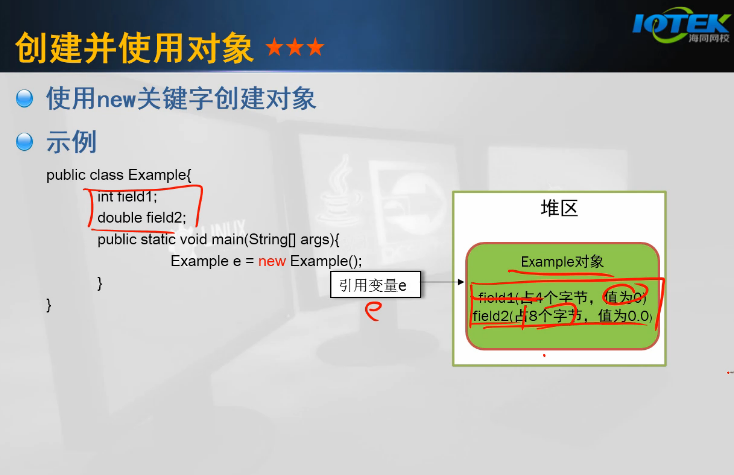 IOTEK
海同网校
创建并使用对象 ★★★
使用new关键字创建对象
示例
public class Example{
int field1;
double field2;
public static void main(String[] args){
Example e = new Example();
}
}
引用变量e
e
堆区
Example对象
field1(占4个字节，值为0)
field2(占8个字节，值为0.0)